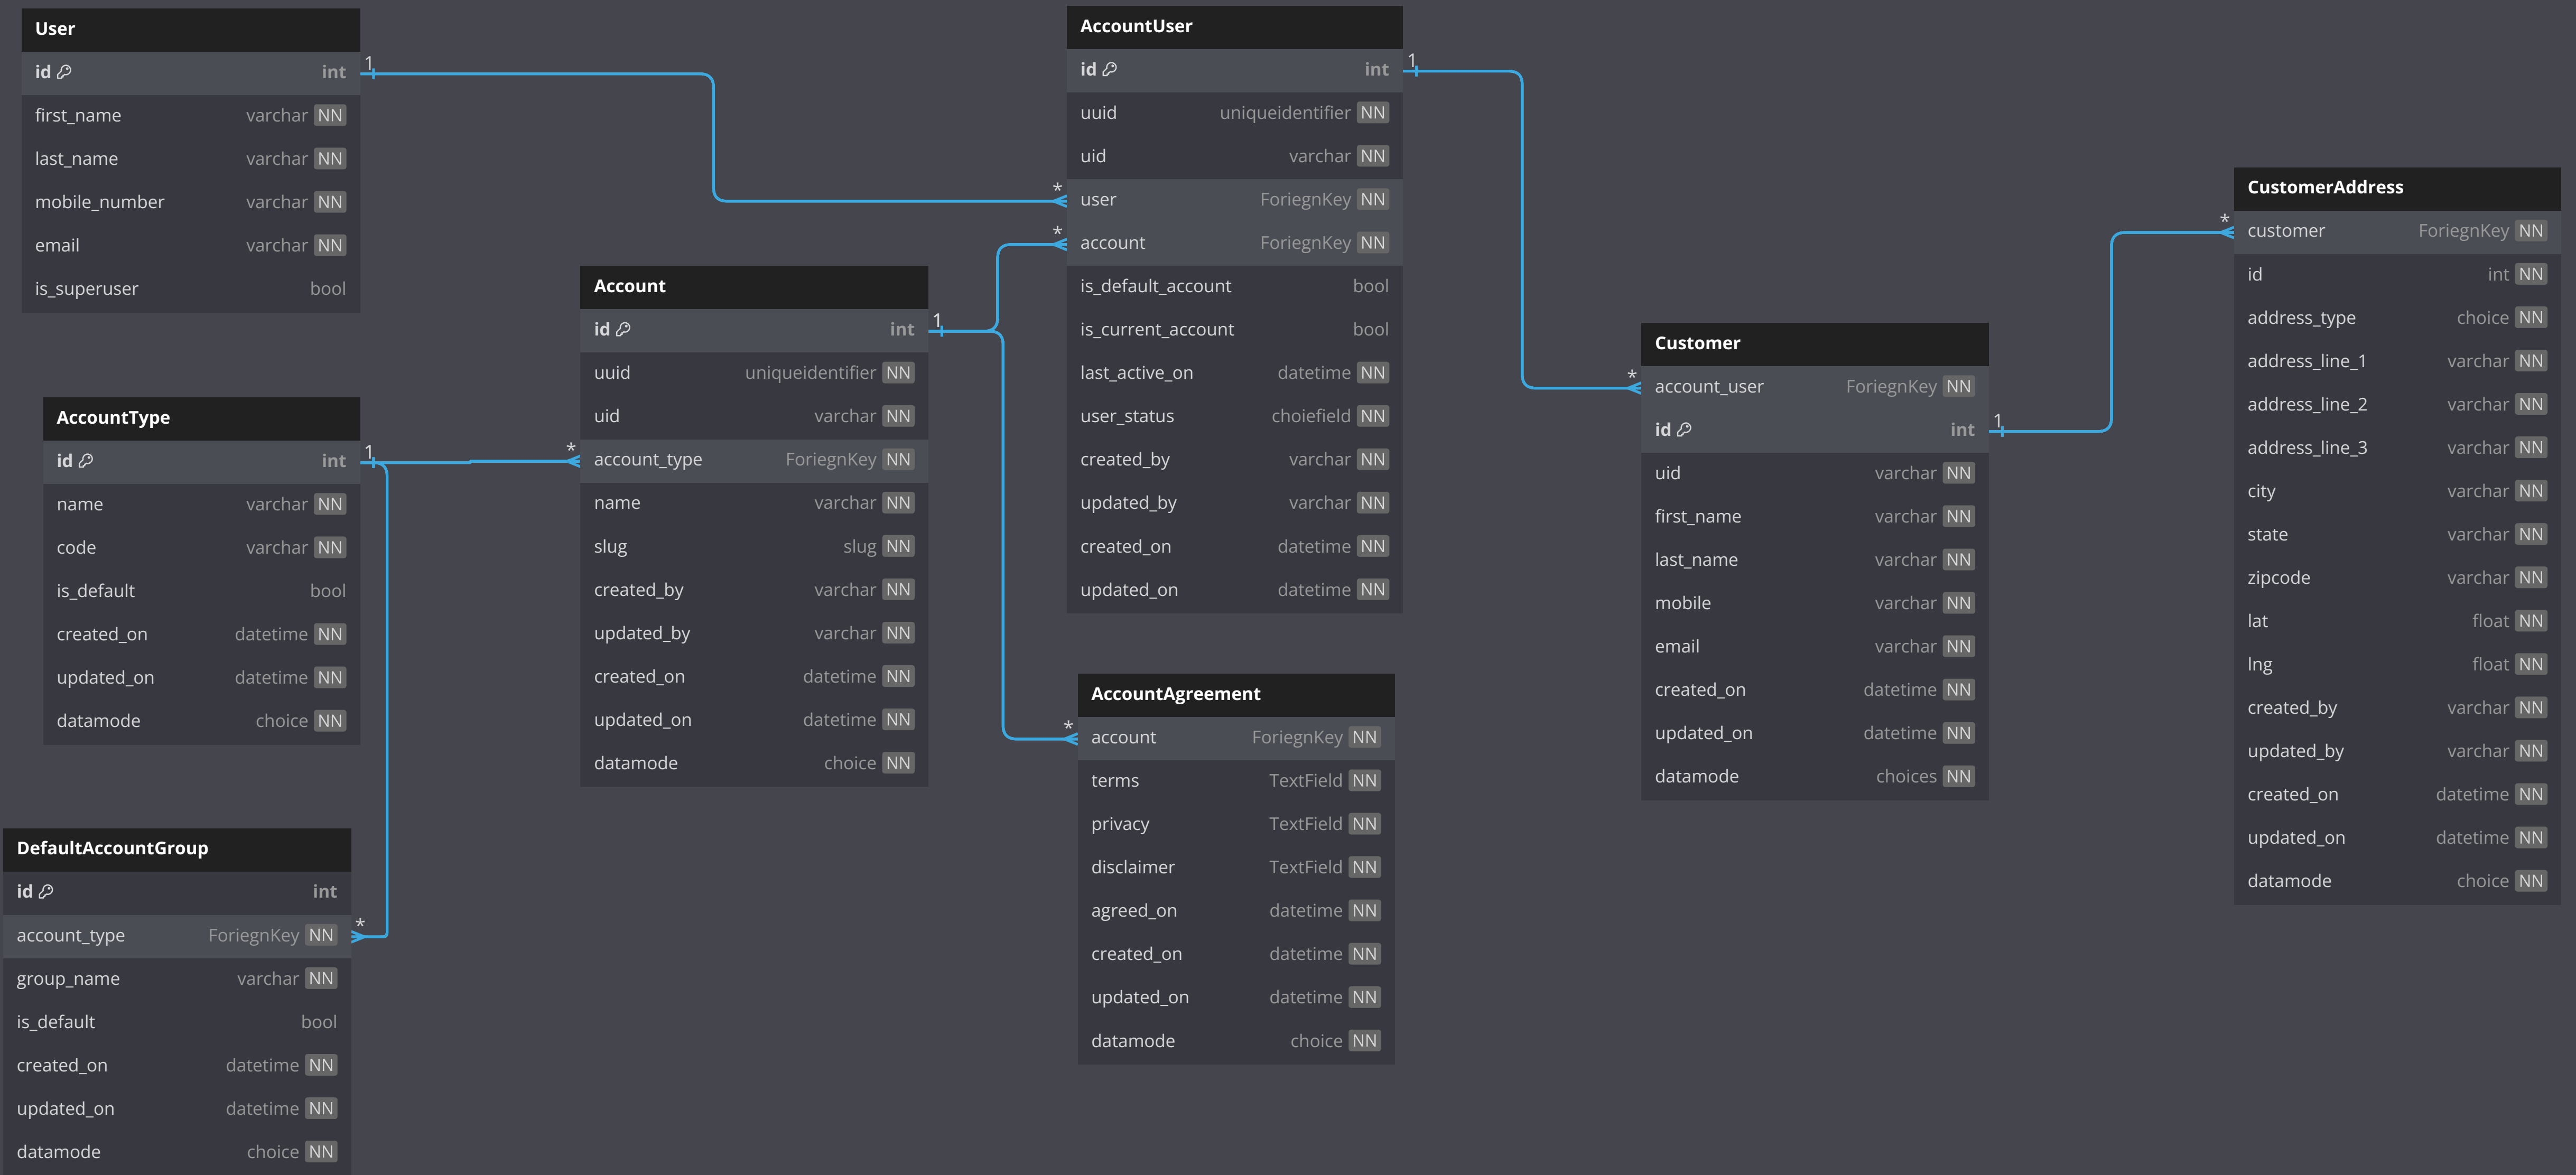 User
id int
first_name varchar NN
last_name varchar NN
mobile_number varchar NN
email varchar NN
is_superuser bool
1
*
AccountType
id int
name varchar NN
code varchar NN
is_default bool
created_on datetime NN
updated_on datetime NN
datamode choice NN
1
*
DefaultAccountGroup
id int
account_type ForiegnKey NN
group_name varchar NN
is_default bool
created_on datetime NN
updated_on datetime NN
datamode choice NN
*
Account
id int
uuid uniqueidentifier NN
uid varchar NN
account_type ForiegnKey NN
name varchar NN
slug slug NN
created_by varchar NN
updated_by varchar NN
created_on datetime NN
updated_on datetime NN
datamode choice NN
1
*
AccountUser
id int
uuid uniqueidentifier NN
uid varchar NN
user ForiegnKey NN
account ForiegnKey NN
is_default_account bool
is_current_account bool
last_active_on datetime NN
user_status choiefield NN
created_by varchar NN
updated_by varchar NN
created_on datetime NN
updated_on datetime NN
1
*
AccountAgreement
account ForiegnKey NN
terms TextField NN
privacy TextField NN
disclaimer TextField NN
agreed_on datetime NN
created_on datetime NN
updated_on datetime NN
datamode choice NN
*
Customer
account_user ForiegnKey NN
id int
uid varchar NN
first_name varchar NN
last_name varchar NN
mobile varchar NN
email varchar NN
created_on datetime NN
updated_on datetime NN
datamode choices NN
1
*
CustomerAddress
customer ForiegnKey NN
id int NN
address_type choice NN
address_line_1 varchar NN
address_line_2 varchar NN
address_line_3 varchar NN
city varchar NN
state varchar NN
zipcode varchar NN
lat float NN
lng float NN
created_by varchar NN
updated_by varchar NN
created_on datetime NN
updated_on datetime NN
datamode choice NN